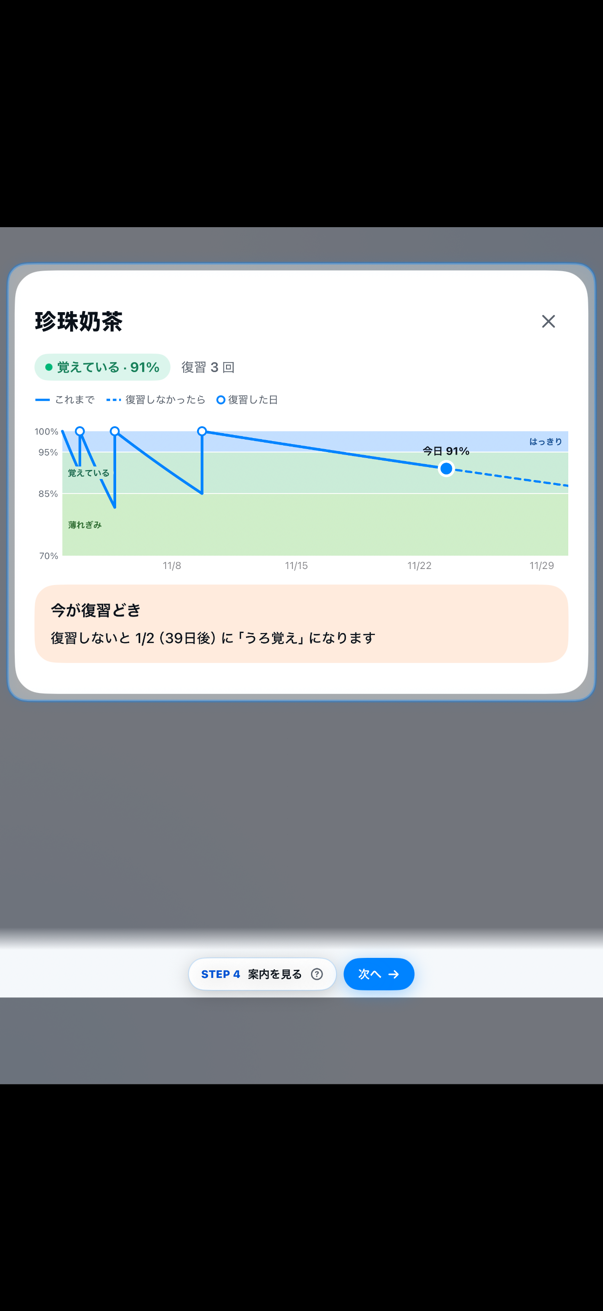 珍珠奶茶
覚えている · 91% 復習 3 回
これまで 復習しなかったら 復習した日
100%
95%
85%
70%
今日 91%
はっきり
覚えている
薄れぎみ
11/8 11/15 11/22 11/29
今が復習どき
復習しないと 1/2（39日後）に「うろ覚え」になります
STEP 4 案内を見る ?
次へ →